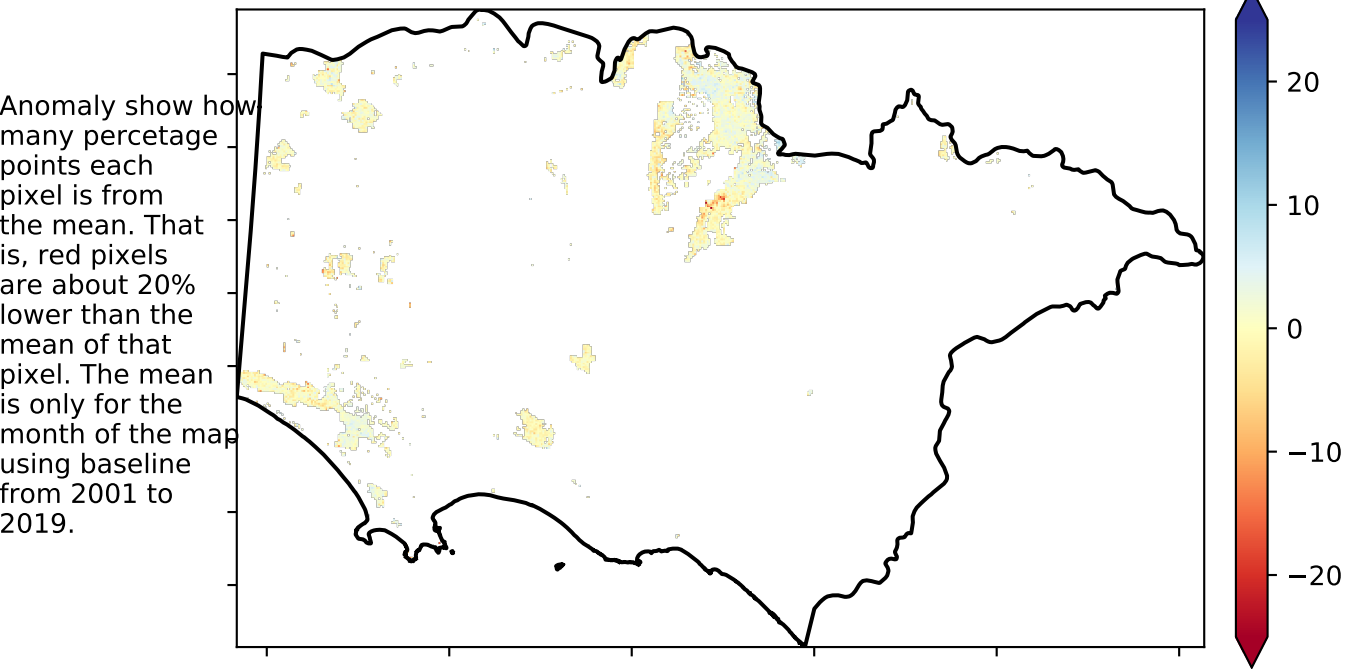 Anomaly show how
many percetage
points each
pixel is from
the mean. That
is, red pixels
are about 20%
lower than the
mean of that
pixel. The mean
is only for the
month of the map
using baseline
from 2001 to
2019.
20
10
0
−10
−20